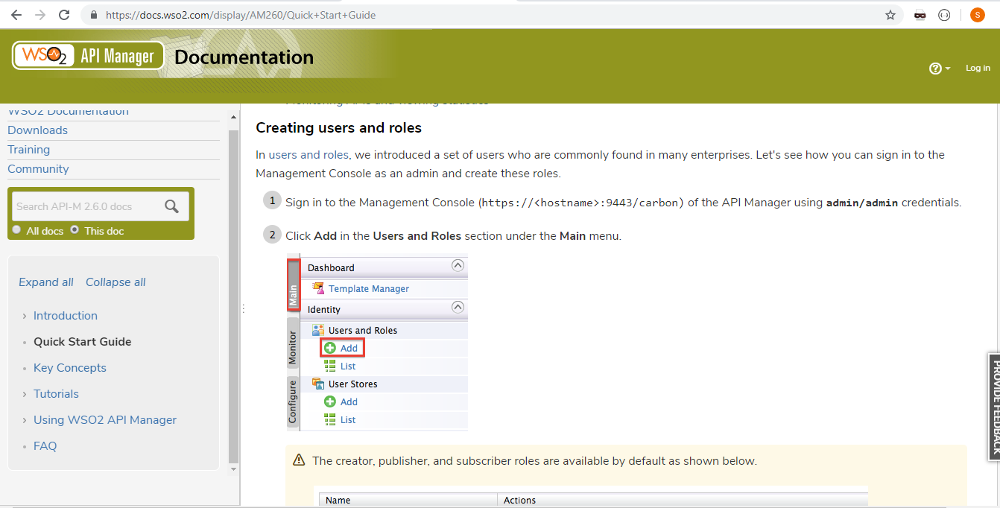 https://docs.wso2.com/display/AM260/Quick+Start+Guide
S
WSO2 API Manager Documentation
Log in
Monitoring APIs and viewing statistics
WSO2 Documentation
Downloads
Training
Community
Search API-M 2.6.0 docs
All docs This doc
Expand all Collapse all
Introduction
Quick Start Guide
Key Concepts
Tutorials
Using WSO2 API Manager
FAQ
Creating users and roles
In users and roles, we introduced a set of users who are commonly found in many enterprises. Let's see how you can sign in to the
Management Console as an admin and create these roles.
1 Sign in to the Management Console (https://<hostname>:9443/carbon) of the API Manager using admin/admin credentials.
2 Click Add in the Users and Roles section under the Main menu.
Main
Monitor
Configure
Dashboard
Template Manager
Identity
Users and Roles
Add
List
User Stores
Add
List
The creator, publisher, and subscriber roles are available by default as shown below.
Name Actions
PROVIDE FEEDBACK